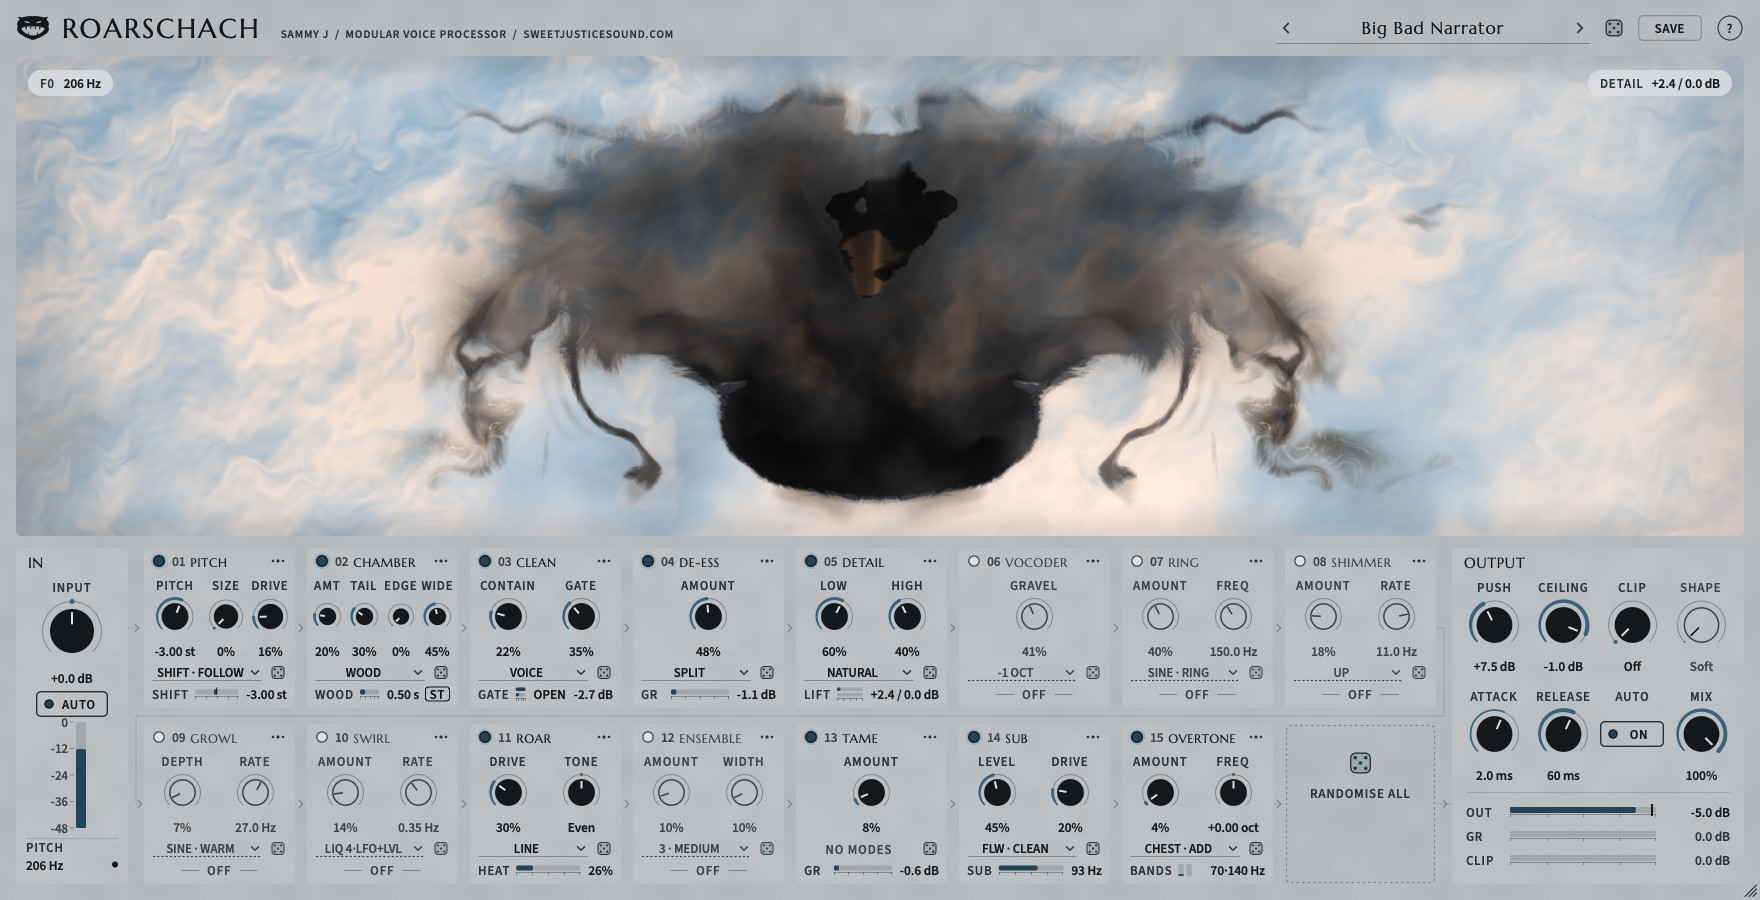 ROARSCHACH
SAMMY J / MODULAR VOICE PROCESSOR / SWEETJUSTICESOUND.COM
Big Bad Narrator
SAVE
?
F0 206 Hz
DETAIL +2.4 / 0.0 dB
IN
INPUT
+0.0 dB
AUTO
0
-12
-24
-36
-48
PITCH
206 Hz
01 PITCH
PITCH SIZE DRIVE
-3.00 st 0% 16%
SHIFT · FOLLOW
SHIFT -3.00 st
02 CHAMBER
AMT TAIL EDGE WIDE
20% 30% 0% 45%
WOOD
WOOD 0.50 s ST
03 CLEAN
CONTAIN GATE
22% 35%
VOICE
GATE OPEN -2.7 dB
04 DE-ESS
AMOUNT
48%
SPLIT
GR -1.1 dB
05 DETAIL
LOW HIGH
60% 40%
NATURAL
LIFT +2.4 / 0.0 dB
06 VOCODER
GRAVEL
41%
-1 OCT
OFF
07 RING
AMOUNT FREQ
40% 150.0 Hz
SINE · RING
OFF
08 SHIMMER
AMOUNT RATE
18% 11.0 Hz
UP
OFF
09 GROWL
DEPTH RATE
7% 27.0 Hz
SINE · WARM
OFF
10 SWIRL
AMOUNT RATE
14% 0.35 Hz
LIQ 4·LFO+LVL
OFF
11 ROAR
DRIVE TONE
30% Even
LINE
HEAT 26%
12 ENSEMBLE
AMOUNT WIDTH
10% 10%
3 · MEDIUM
OFF
13 TAME
AMOUNT
8%
NO MODES
GR -0.6 dB
14 SUB
LEVEL DRIVE
45% 20%
FLW · CLEAN
SUB 93 Hz
15 OVERTONE
AMOUNT FREQ
4% +0.00 oct
CHEST · ADD
BANDS 70·140 Hz
RANDOMISE ALL
OUTPUT
PUSH CEILING CLIP SHAPE
+7.5 dB -1.0 dB Off Soft
ATTACK RELEASE AUTO MIX
ON
2.0 ms 60 ms 100%
OUT -5.0 dB
GR 0.0 dB
CLIP 0.0 dB